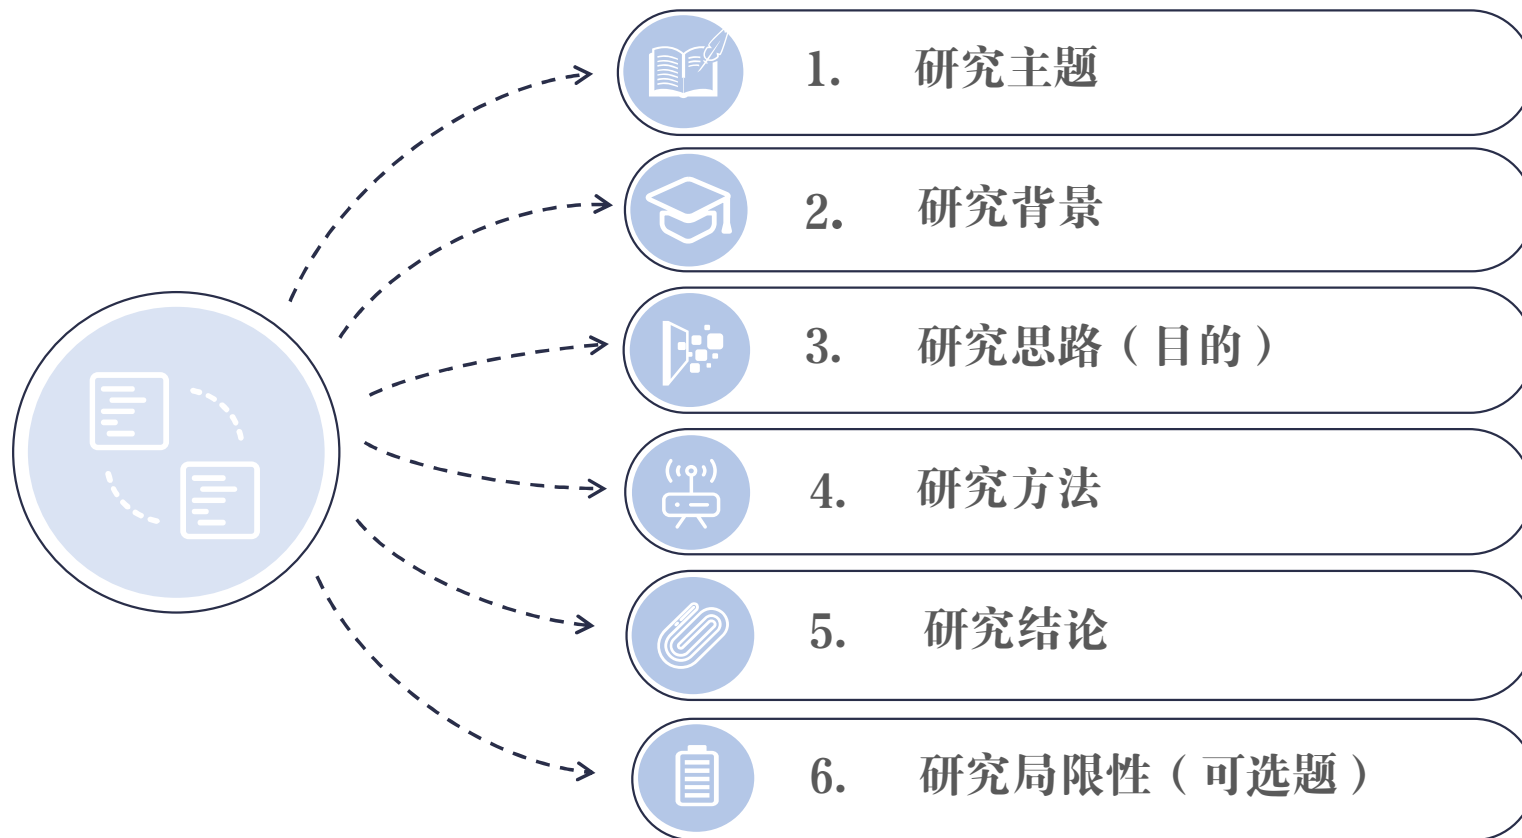 1. 研究主题
2. 研究背景
3. 研究思路（目的）
4. 研究方法
5. 研究结论
6. 研究局限性（可选题）